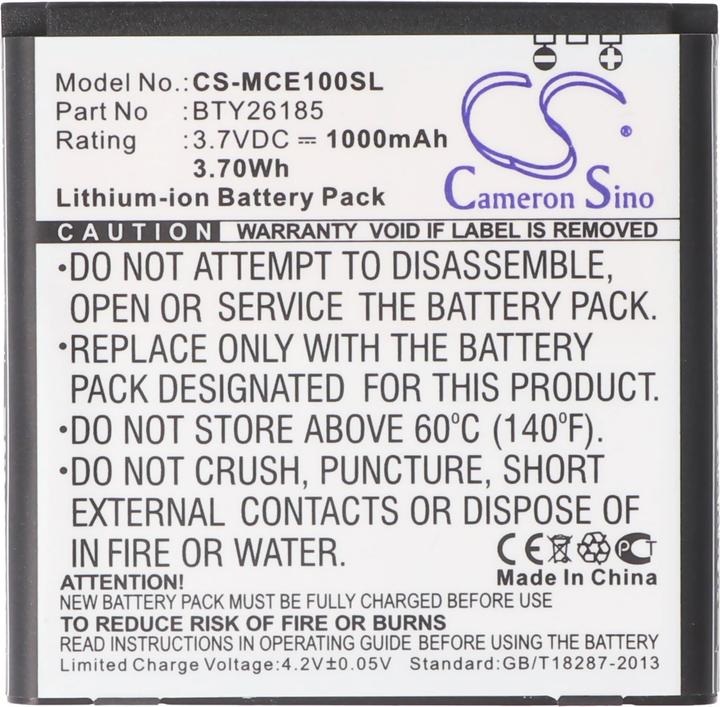 Model No.:CS-MCE100SL
Part No :BTY26185
Rating :3.7VDC ⎓ 1000mAh
3.70Wh
Lithium-ion Battery Pack
CS®
Cameron Sino
CAUTION WARRANTY VOID IF LABEL IS REMOVED
•DO NOT ATTEMPT TO DISASSEMBLE,
OPEN OR SERVICE THE BATTERY PACK.
•REPLACE ONLY WITH THE BATTERY
PACK DESIGNATED FOR THIS PRODUCT.
•DO NOT STORE ABOVE 60°C (140°F).
•DO NOT CRUSH, PUNCTURE, SHORT
EXTERNAL CONTACTS OR DISPOSE OF
IN FIRE OR WATER.
CE PCT
Made In China
ATTENTION!
NEW BATTERY PACK MUST BE FULLY CHARGED BEFORE USE
TO REDUCE RISK OF FIRE OR BURNS
READ INSTRUCTIONS IN OPERATING GUIDE BEFORE USING THE BATTERY
Limited Charge Voltage:4.2V±0.05V Standard:GB/T18287-2013